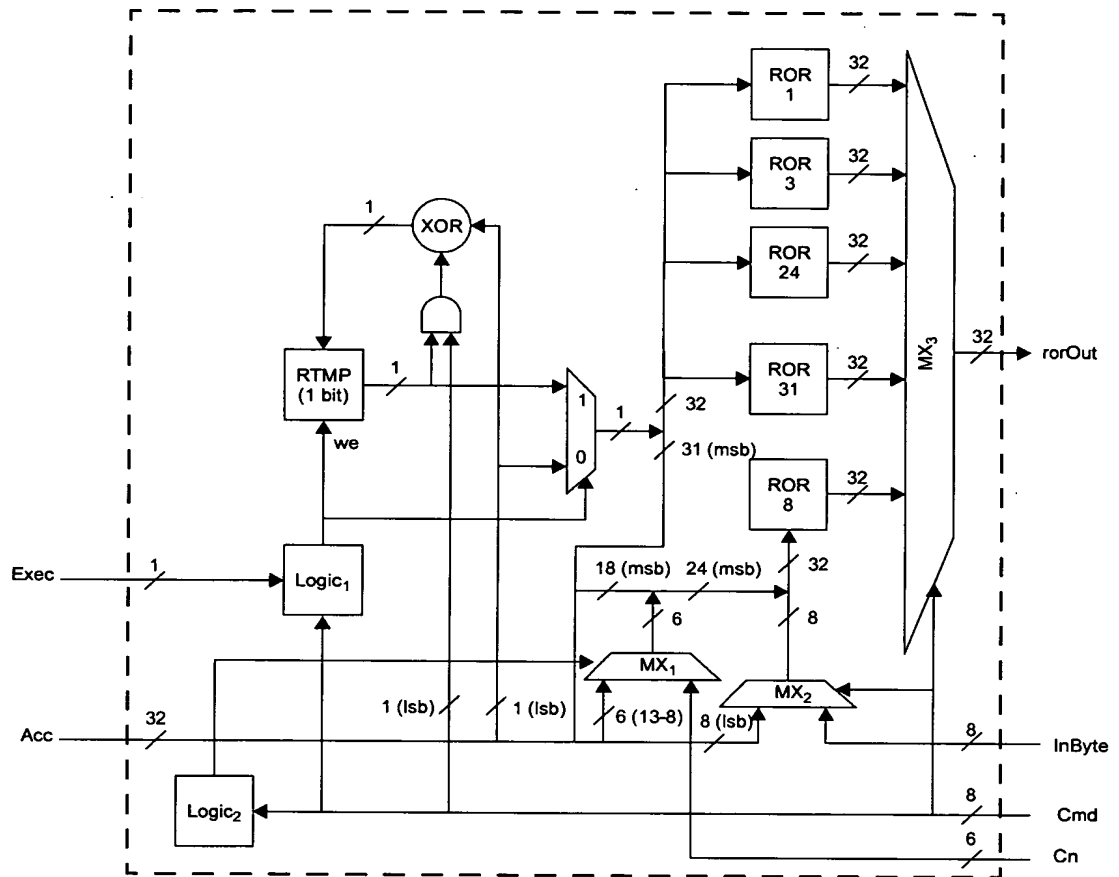 ROR
1
32
ROR
3
32
ROR
24
32
ROR
31
32
ROR
8
32
MX3
32
rorOut
1
XOR
RTMP
(1 bit)
1
we
1
0
1
32
31 (msb)
Exec
1
Logic1
18 (msb)
24 (msb)
32
6
8
MX1
MX2
1 (lsb)
1 (lsb)
6 (13-8)
8 (lsb)
Acc
32
8
InByte
Logic2
8
Cmd
6
Cn